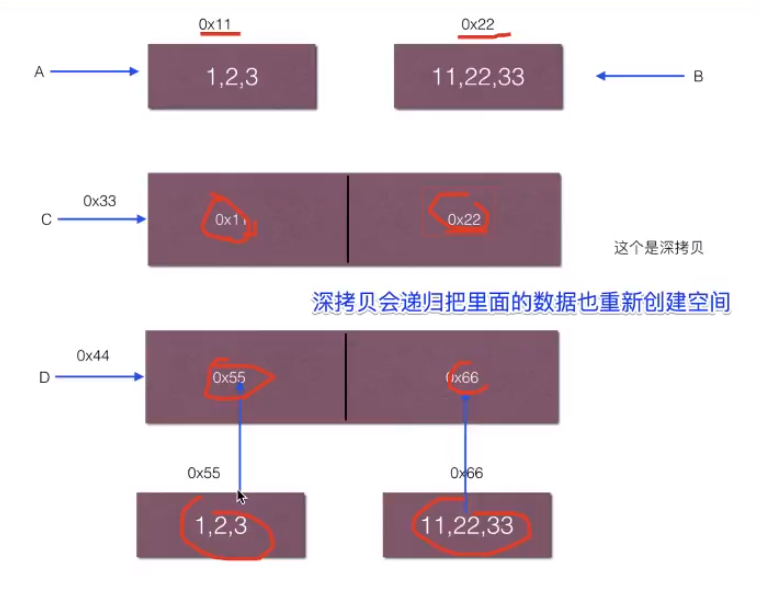 0x11
0x22
A
1,2,3
11,22,33
B
0x33
C
0x11
0x22
这个是深拷贝
深拷贝会递归把里面的数据也重新创建空间
0x44
D
0x55
0x66
0x55
0x66
1,2,3
11,22,33